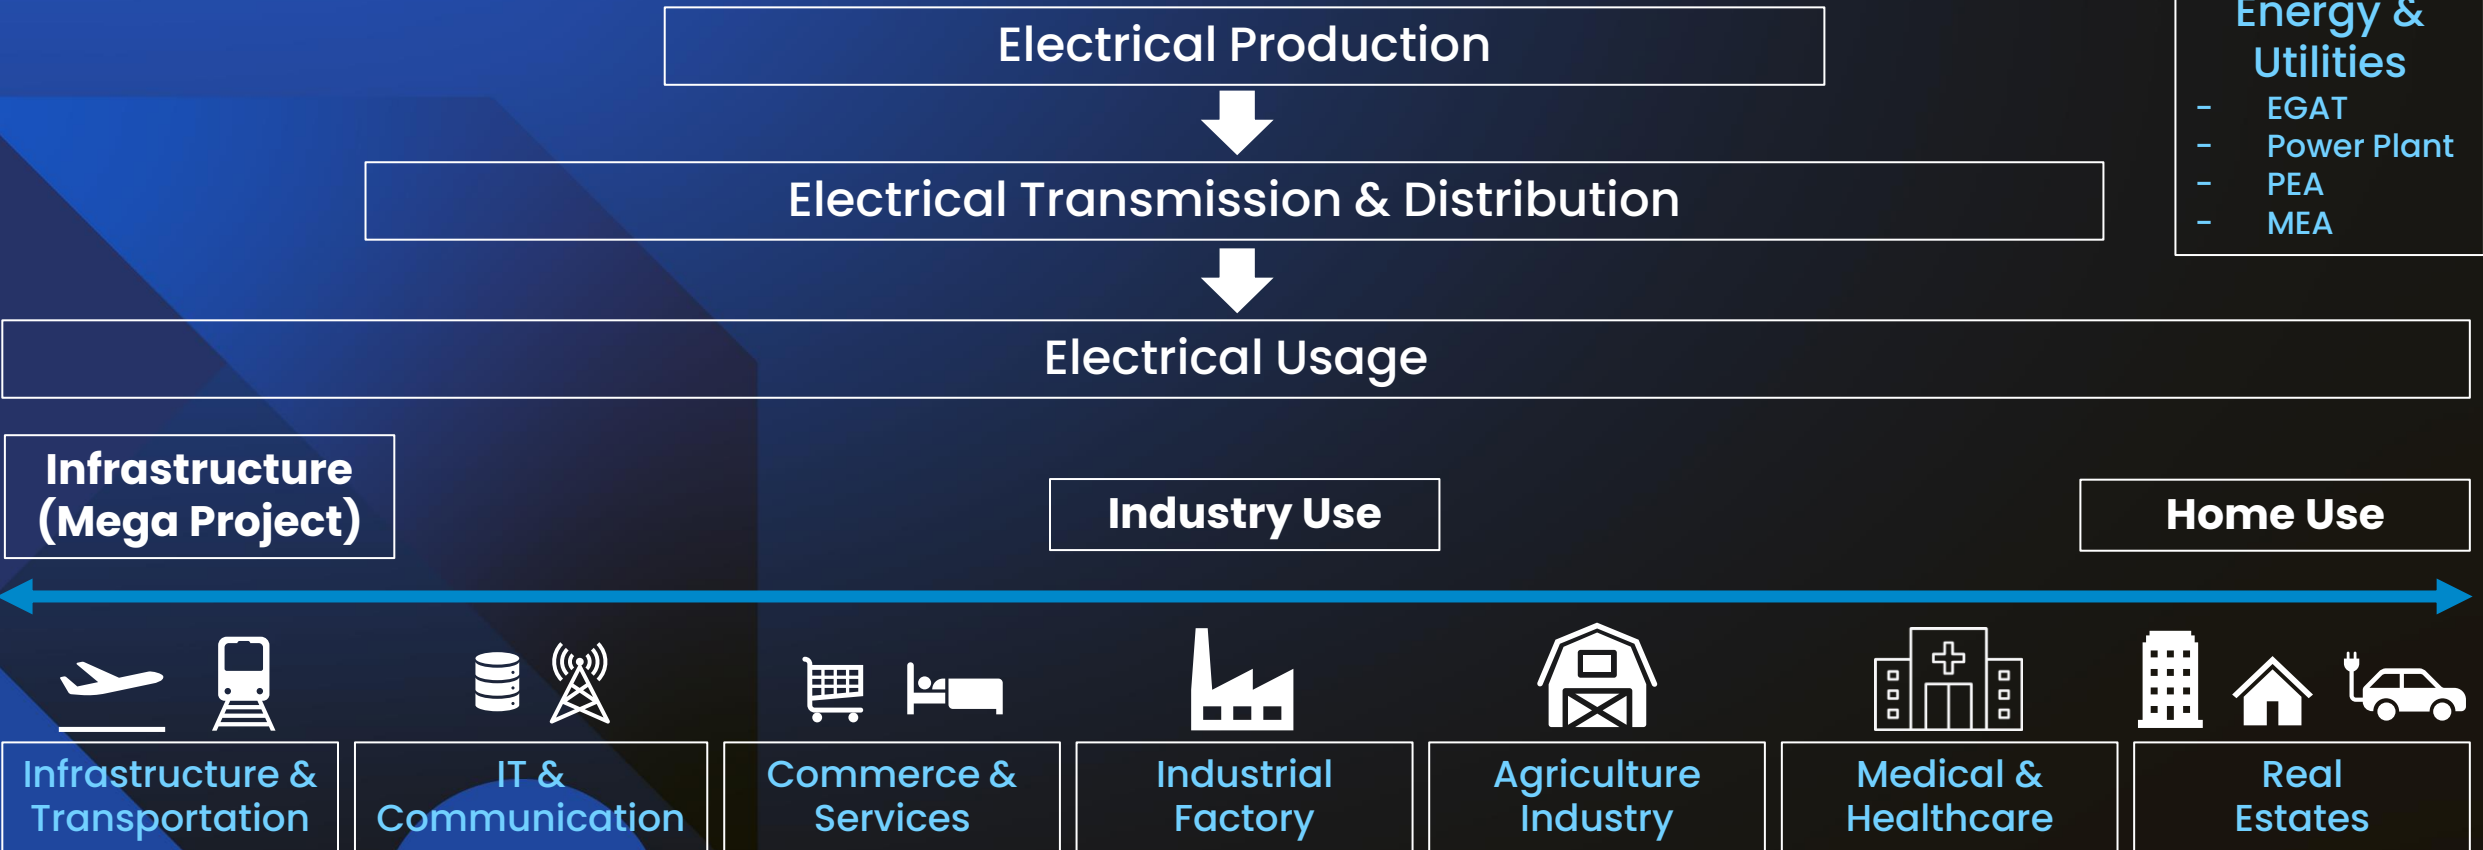 Electrical Production
Energy &
Utilities
- EGAT
- Power Plant
- PEA
- MEA
Electrical Transmission & Distribution
Electrical Usage
Infrastructure
(Mega Project)
Industry Use
Home Use
Infrastructure &
Transportation
IT &
Communication
Commerce &
Services
Industrial
Factory
Agriculture
Industry
Medical &
Healthcare
Real
Estates